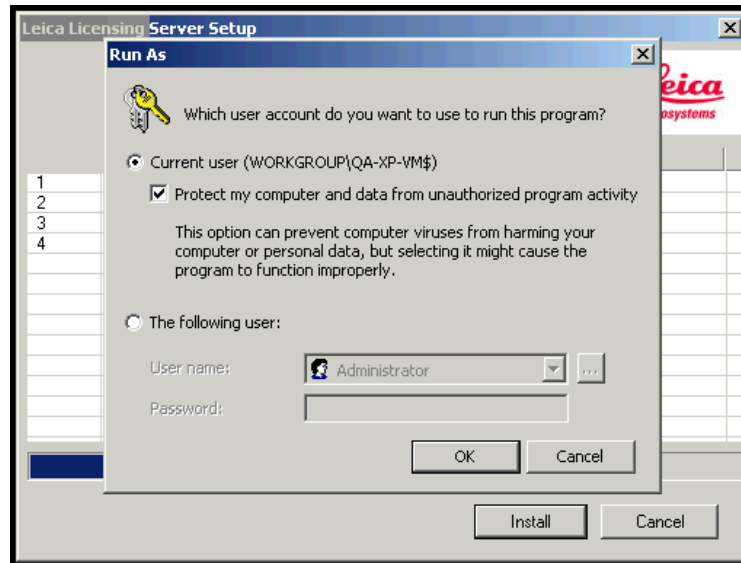 Leica Licensing Server Setup
Run As
eica
osystems
Which user account do you want to use to run this program?
Current user (WORKGROUP\QA-XP-VM$)
Protect my computer and data from unauthorized program activity
This option can prevent computer viruses from harming your
computer or personal data, but selecting it might cause the
program to function improperly.
1
2
3
4
The following user:
User name:
Administrator
...
Password:
OK
Cancel
Install
Cancel